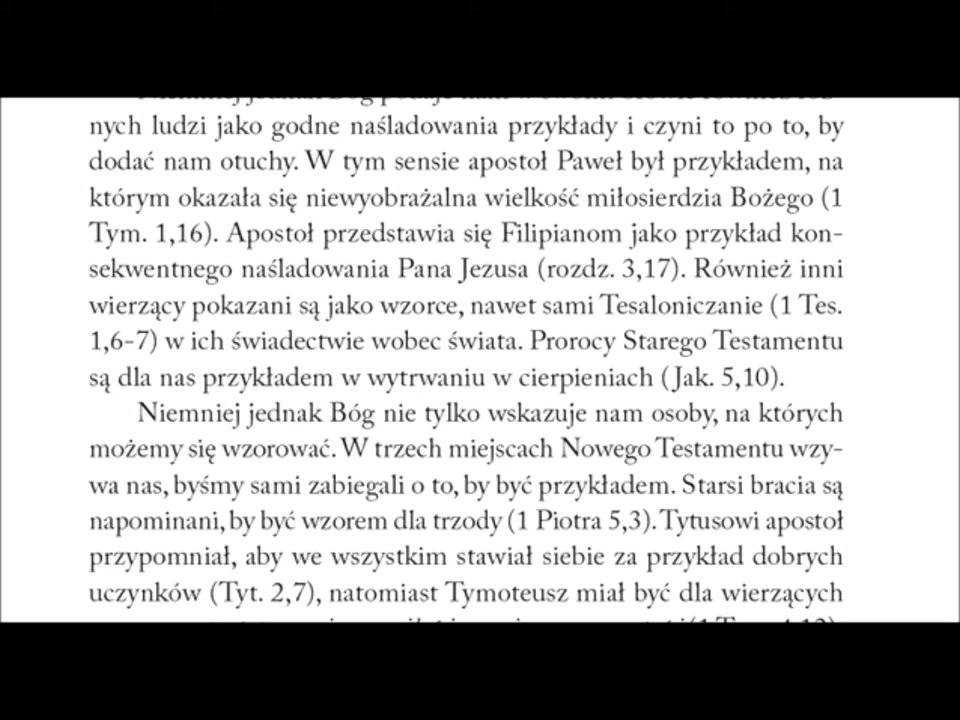 nych ludzi jako godne naśladowania przykłady i czyni to po to, by
dodać nam otuchy. W tym sensie apostoł Paweł był przykładem, na
którym okazała się niewyobrażalna wielkość miłosierdzia Bożego (1
Tym. 1,16). Apostoł przedstawia się Filipianom jako przykład kon-
sekwentnego naśladowania Pana Jezusa (rozdz. 3,17). Również inni
wierzący pokazani są jako wzorce, nawet sami Tesaloniczanie (1 Tes.
1,6-7) w ich świadectwie wobec świata. Prorocy Starego Testamentu
są dla nas przykładem w wytrwaniu w cierpieniach (Jak. 5,10).
Niemniej jednak Bóg nie tylko wskazuje nam osoby, na których
możemy się wzorować. W trzech miejscach Nowego Testamentu wzy-
wa nas, byśmy sami zabiegali o to, by być przykładem. Starsi bracia są
napominani, by być wzorem dla trzody (1 Piotra 5,3). Tytusowi apostoł
przypomniał, aby we wszystkim stawiał siebie za przykład dobrych
uczynków (Tyt. 2,7), natomiast Tymoteusz miał być dla wierzących